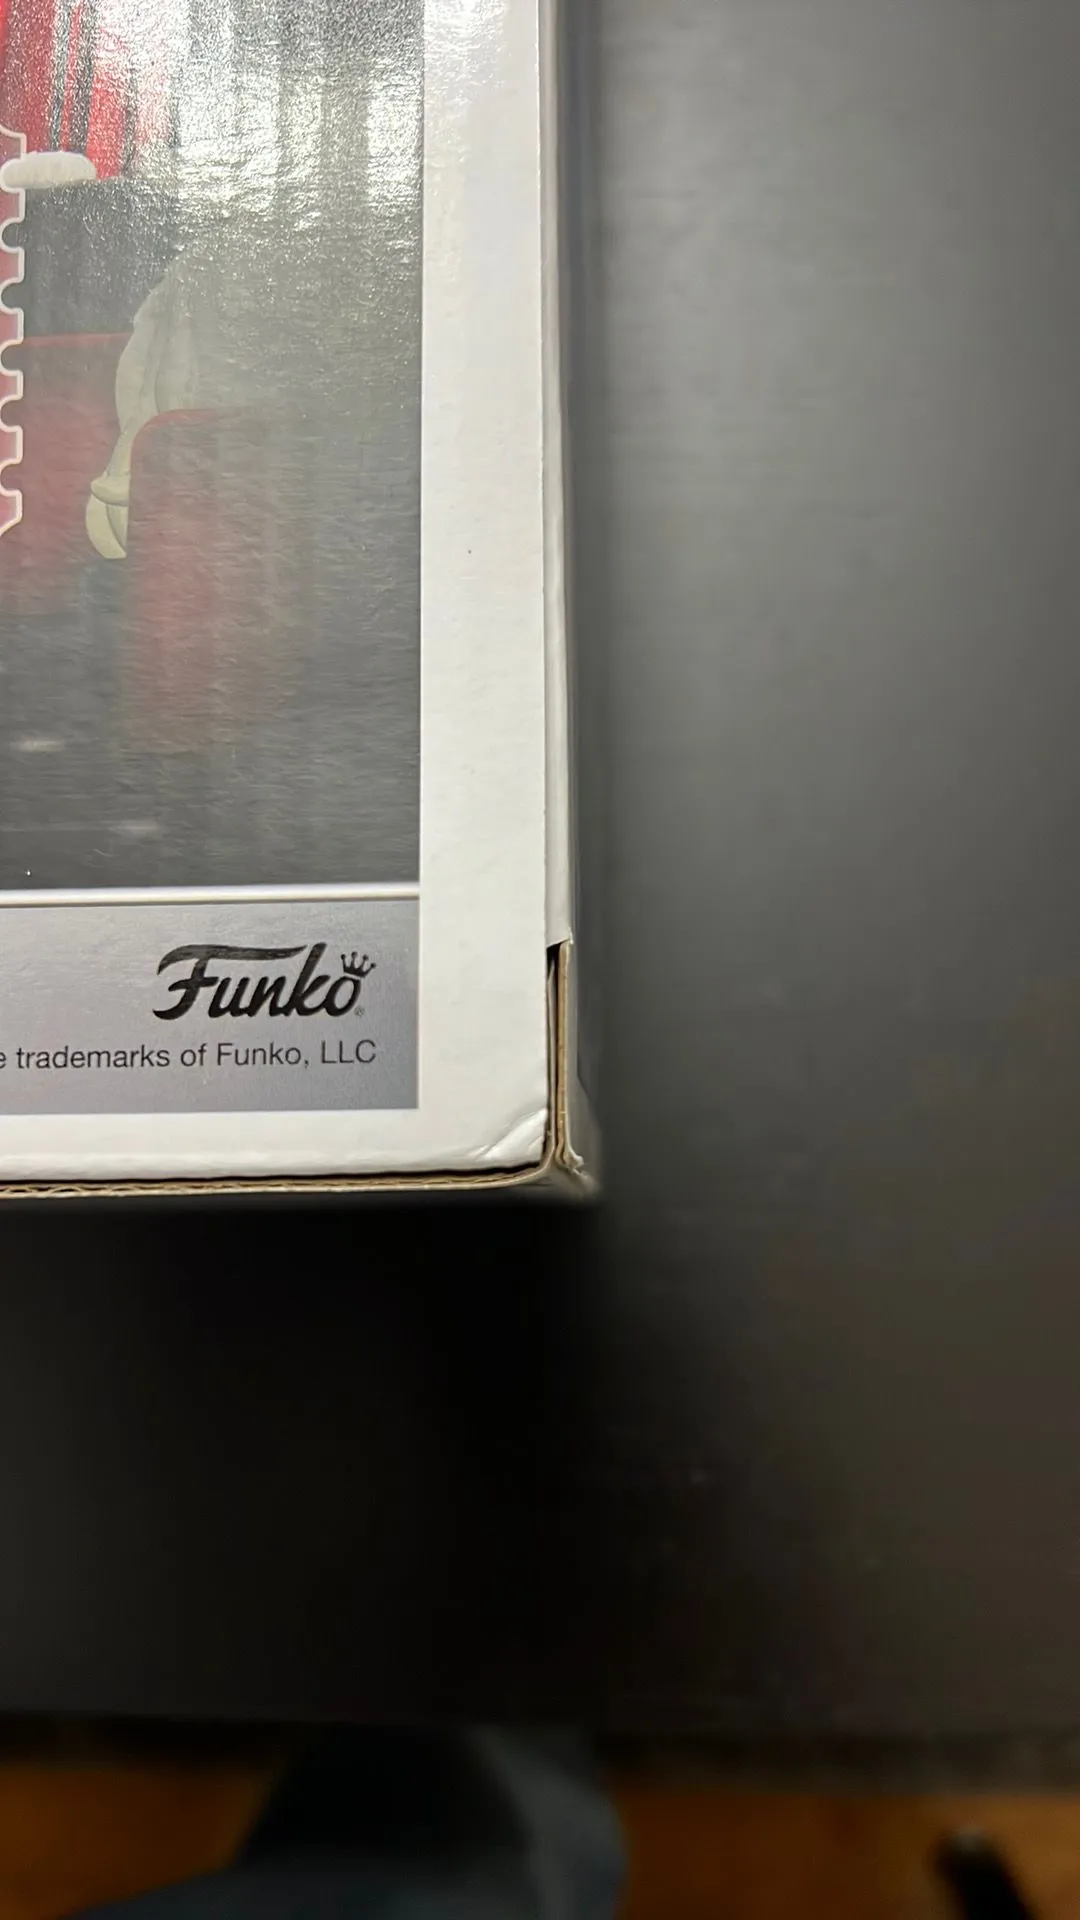 Funko®
trademarks of Funko, LLC